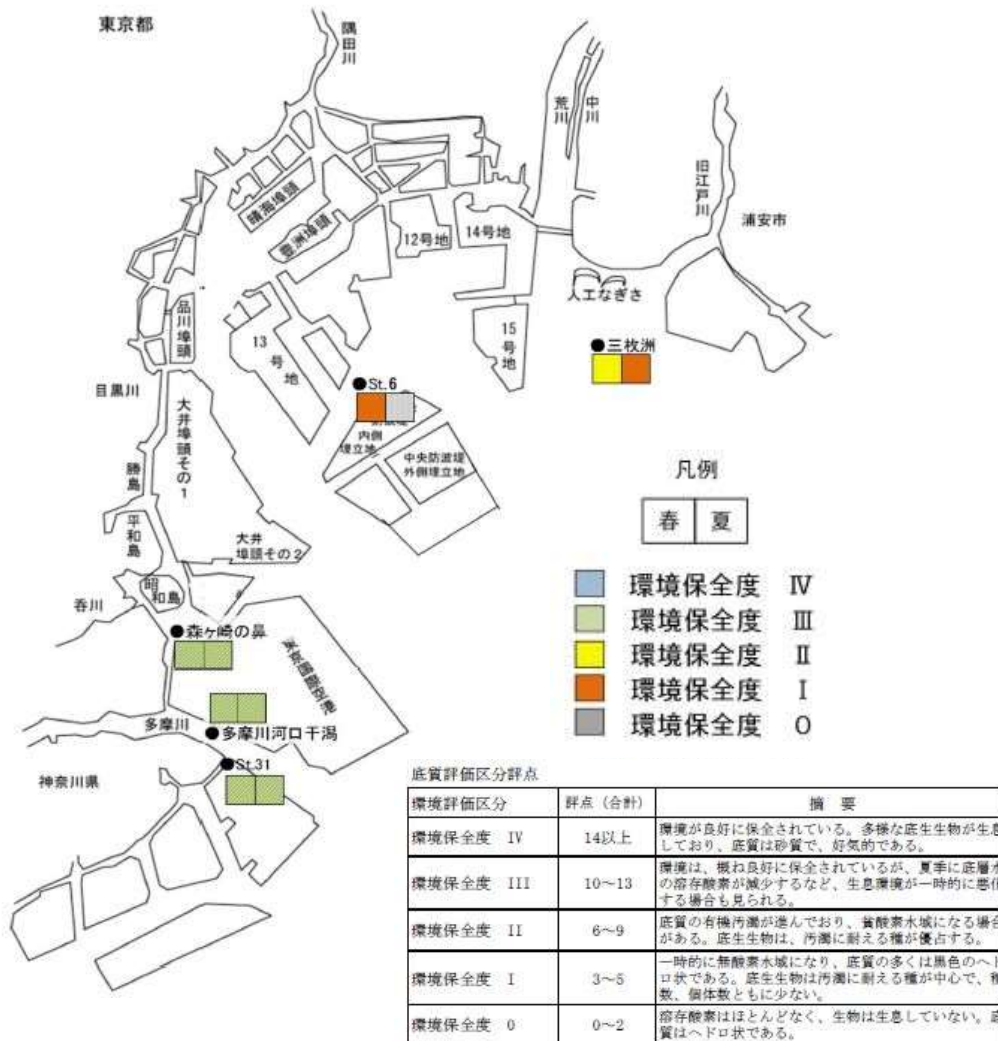 東京都
隅田川
荒川
中川
旧江戸川
浦安市
晴海埠頭
豊洲埠頭
12号地
14号地
人工なぎさ
品川埠頭
13号地
15号地
●三枚洲
目黒川
●St.6
大井埠頭その1
内側
埋立地
中央防波堤
外側埋立地
勝島
平和島
大井
埠頭その2
昭和島
呑川
●森ヶ崎の鼻
東京国際空港
多摩川
●多摩川河口干潟
●St.31
神奈川県
凡例
春 夏
環境保全度 Ⅳ
環境保全度 Ⅲ
環境保全度 Ⅱ
環境保全度 Ⅰ
環境保全度 0
底質評価区分評点
環境評価区分 評点（合計） 摘 要
環境保全度 IV 14以上 環境が良好に保全されている。多様な底生生物が生息
しており、底質は砂質で、好気的である。
環境保全度 III 10～13 環境は、概ね良好に保全されているが、夏季に底層水
の溶存酸素が減少するなど、生息環境が一時的に悪化
する場合も見られる。
環境保全度 II 6～9 底質の有機汚濁が進んでおり、貧酸素水域になる場合
がある。底生生物は、汚濁に耐える種が優占する。
環境保全度 I 3～5 一時的に無酸素水域になり、底質の多くは黒色のヘド
ロ状である。底生生物は汚濁に耐える種が中心で、種
数、個体数ともに少ない。
環境保全度 0 0～2 溶存酸素はほとんどなく、生物は生息していない。底
質はヘドロ状である。